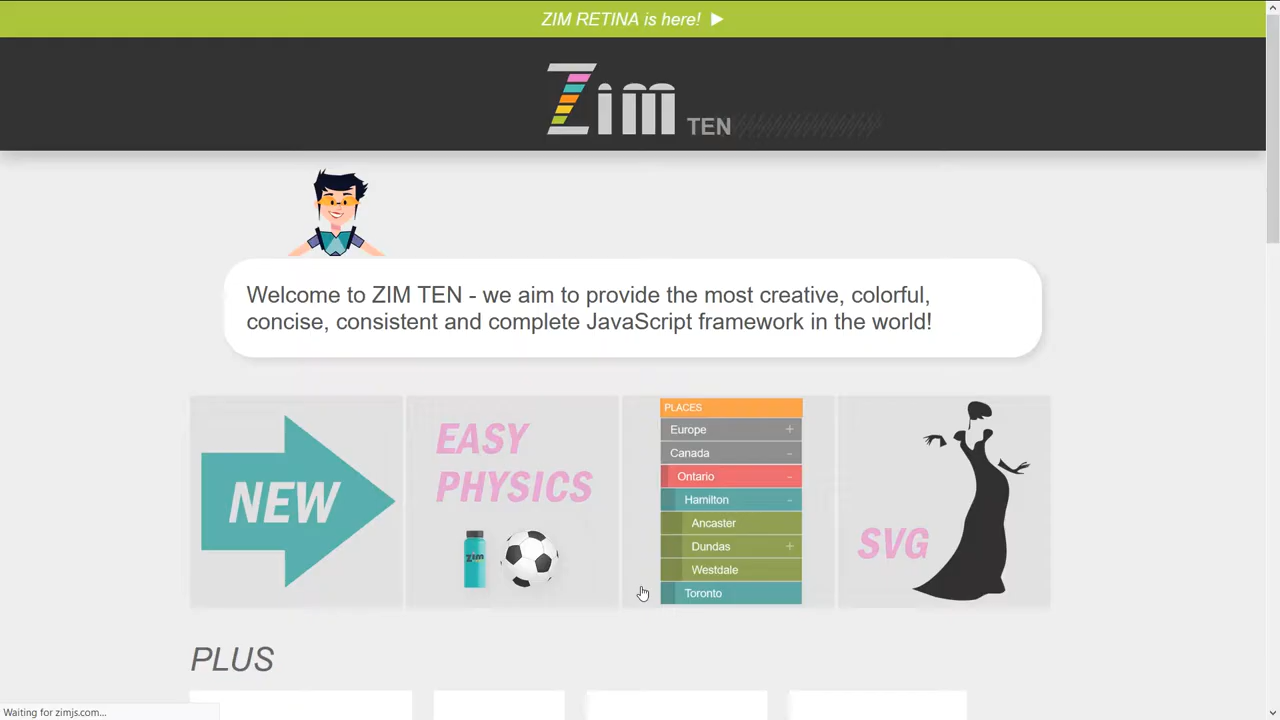 ZIM RETINA is here! ▶
Zim TEN
Welcome to ZIM TEN - we aim to provide the most creative, colorful,
concise, consistent and complete JavaScript framework in the world!
NEW
EASY
PHYSICS
Zim
PLACES
Europe +
Canada -
Ontario -
Hamilton -
Ancaster
Dundas +
Westdale
Toronto
SVG
PLUS
Waiting for zimjs.com...